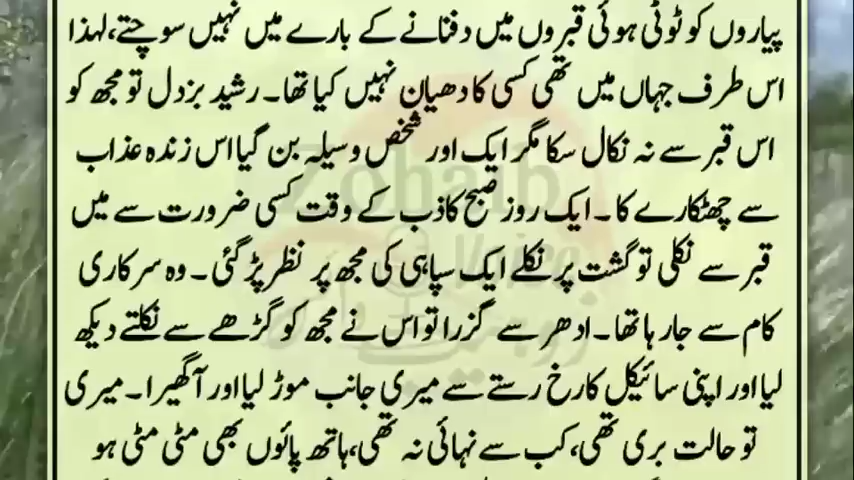 پیاروں کو ٹوٹی ہوئی قبروں میں دفنانے کے بارے میں نہیں سوچتے،لہذا
اس طرف جہاں میں تھی کسی کا دھیان نہیں کیا تھا۔رشید بزدل تو مجھ کو
اس قبر سے نہ نکال سکا مگر ایک اور شخص وسیلہ بن گیا اس زندہ عذاب
سے چھٹکارے کا۔ایک روز صبح کاذب کے وقت کسی ضرورت سے میں
قبر سے نکلی تو گشت پر نکلے ایک سپاہی کی مجھ پر نظر پڑ گئی۔وہ سرکاری
کام سے جارہا تھا۔ادھر سے گزرا تو اس نے مجھ کو گڑھے سے نکلتے دیکھ
لیا اور اپنی سائیکل کا رخ رستے سے میری جانب موڑ لیا اور آ گھیرا۔میری
تو حالت بری تھی،کب سے نہائی نہ تھی،ہاتھ پائوں بھی مٹی مٹی ہو
Zohaib
Voice